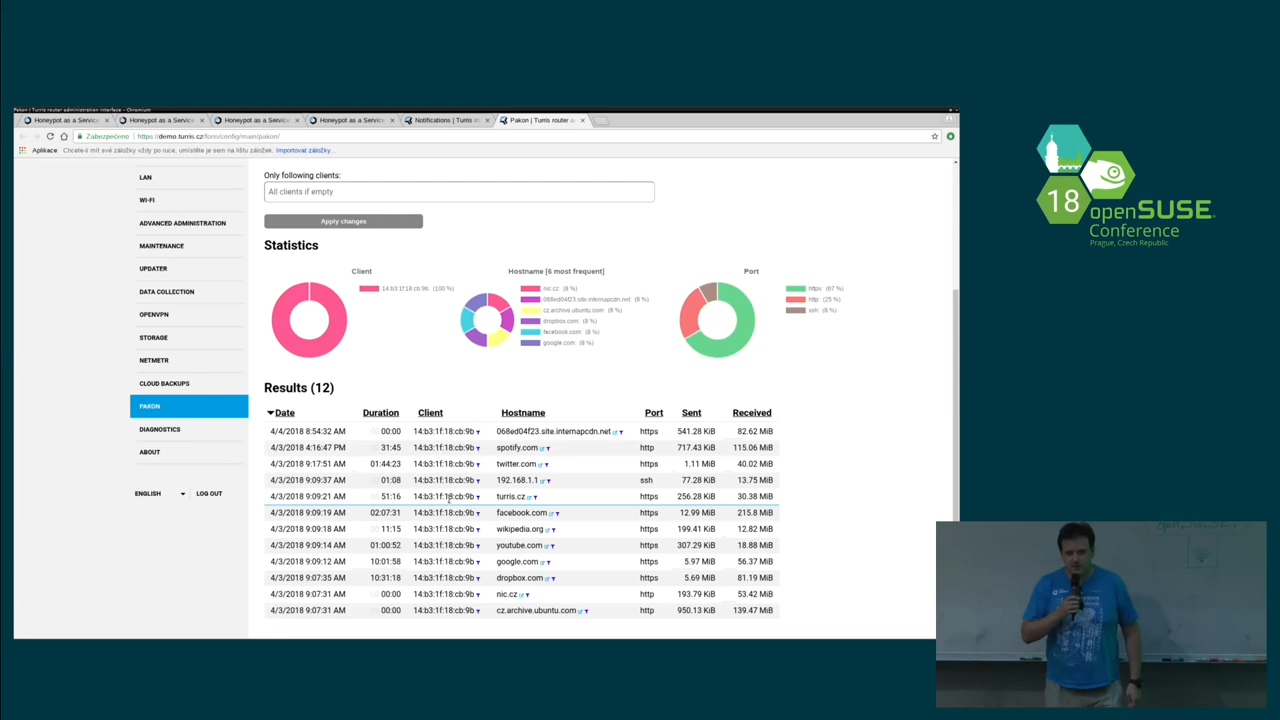 Pakon | Turris router administration interface - Chromium
Honeypot as a Service
Honeypot as a Service
Honeypot as a Service
Honeypot as a Service
Notifications | Turris ro
Pakon | Turris router a
Zabezpečeno
https://demo.turris.cz/foris/config/main/pakon/
Aplikace
Chcete-li mít své záložky vždy po ruce, umístěte je sem na lištu záložek.
Importovat záložky...
LAN
WI-FI
ADVANCED ADMINISTRATION
MAINTENANCE
UPDATER
DATA COLLECTION
OPENVPN
STORAGE
NETMETR
CLOUD BACKUPS
PAKON
DIAGNOSTICS
ABOUT
ENGLISH
LOG OUT
Only following clients:
All clients if empty
Apply changes
Statistics
Client
14:b3:1f:18:cb:9b: (100 %)
Hostname [6 most frequent]
nic.cz: (8 %)
068ed04f23.site.internapcdn.net: (8 %)
cz.archive.ubuntu.com: (8 %)
dropbox.com: (8 %)
facebook.com: (8 %)
google.com: (8 %)
Port
https: (67 %)
http: (25 %)
ssh: (8 %)
Results (12)
Date Duration Client Hostname Port Sent Received
4/4/2018 8:54:32 AM 00:00 14:b3:1f:18:cb:9b 068ed04f23.site.internapcdn.net https 541.28 KiB 82.62 MiB
4/3/2018 4:16:47 PM 31:45 14:b3:1f:18:cb:9b spotify.com http 717.43 KiB 115.06 MiB
4/3/2018 9:17:51 AM 01:44:23 14:b3:1f:18:cb:9b twitter.com https 1.11 MiB 40.02 MiB
4/3/2018 9:09:37 AM 01:08 14:b3:1f:18:cb:9b 192.168.1.1 ssh 77.28 KiB 13.75 MiB
4/3/2018 9:09:21 AM 51:16 14:b3:1f:18:cb:9b turris.cz https 256.28 KiB 30.38 MiB
4/3/2018 9:09:19 AM 02:07:31 14:b3:1f:18:cb:9b facebook.com https 12.99 MiB 215.8 MiB
4/3/2018 9:09:18 AM 11:15 14:b3:1f:18:cb:9b wikipedia.org https 199.41 KiB 12.82 MiB
4/3/2018 9:09:14 AM 01:00:52 14:b3:1f:18:cb:9b youtube.com https 307.29 KiB 18.88 MiB
4/3/2018 9:09:12 AM 10:01:58 14:b3:1f:18:cb:9b google.com https 5.97 MiB 56.37 MiB
4/3/2018 9:07:35 AM 10:31:18 14:b3:1f:18:cb:9b dropbox.com https 5.69 MiB 81.19 MiB
4/3/2018 9:07:31 AM 00:00 14:b3:1f:18:cb:9b nic.cz http 193.79 KiB 53.42 MiB
4/3/2018 9:07:31 AM 00:00 14:b3:1f:18:cb:9b cz.archive.ubuntu.com http 950.13 KiB 139.47 MiB
18
openSUSE
Conference
Prague, Czech Republic